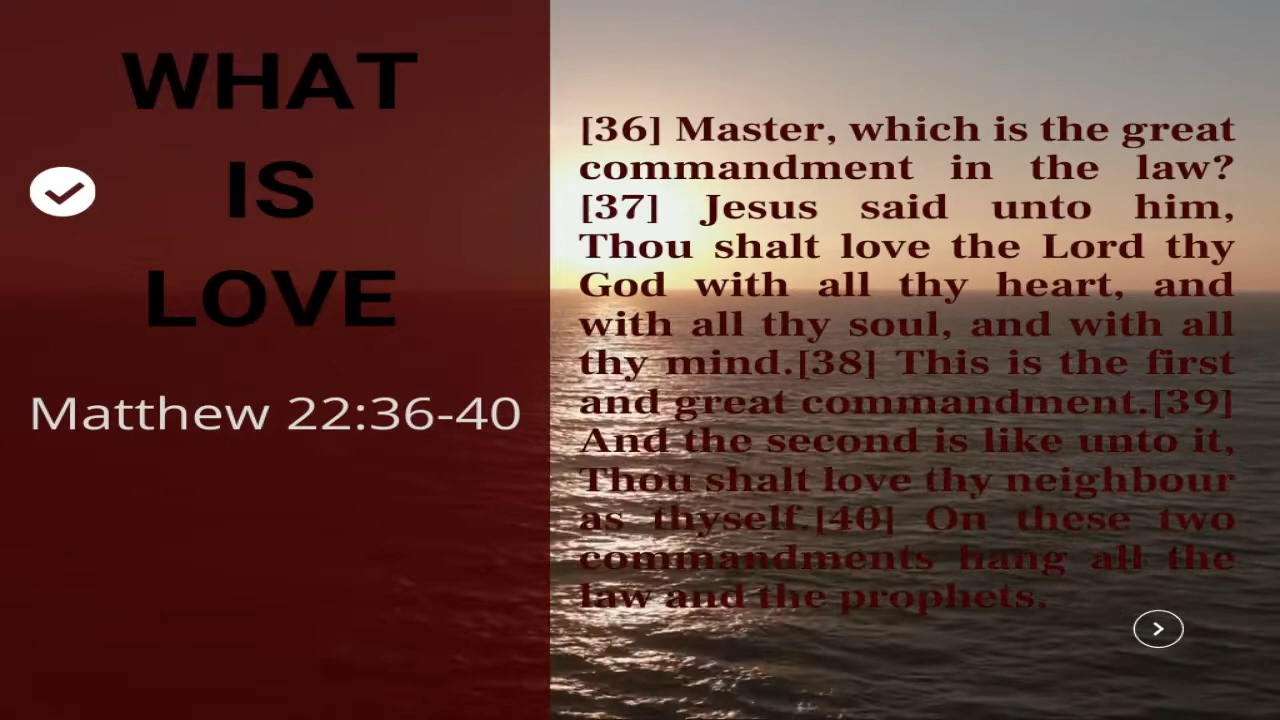 WHAT
IS
LOVE
Matthew 22:36-40
[36] Master, which is the great
commandment in the law?
[37] Jesus said unto him,
Thou shalt love the Lord thy
God with all thy heart, and
with all thy soul, and with all
thy mind.[38] This is the first
and great commandment.[39]
And the second is like unto it,
Thou shalt love thy neighbour
as thyself.[40] On these two
commandments hang all the
law and the prophets.